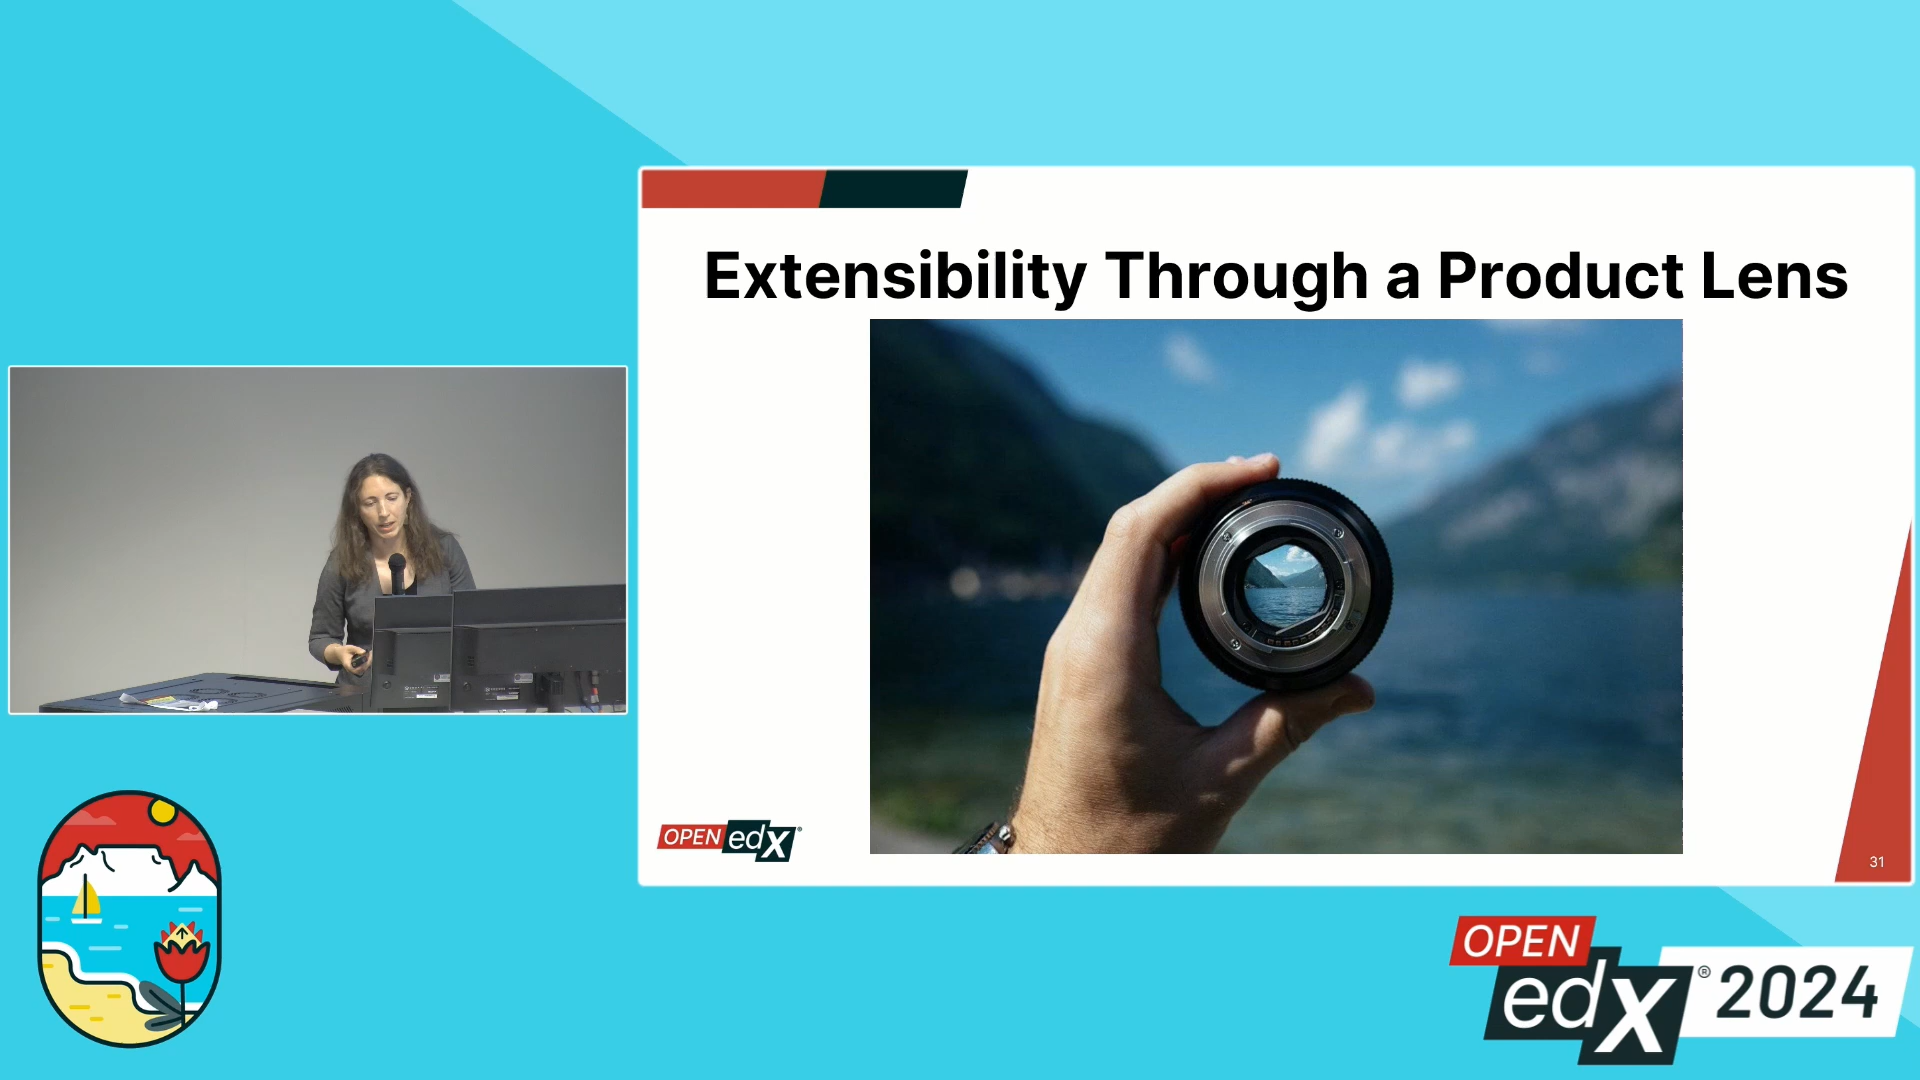 Extensibility Through a Product Lens
OPEN edX®
31
OPEN
edX® 2024